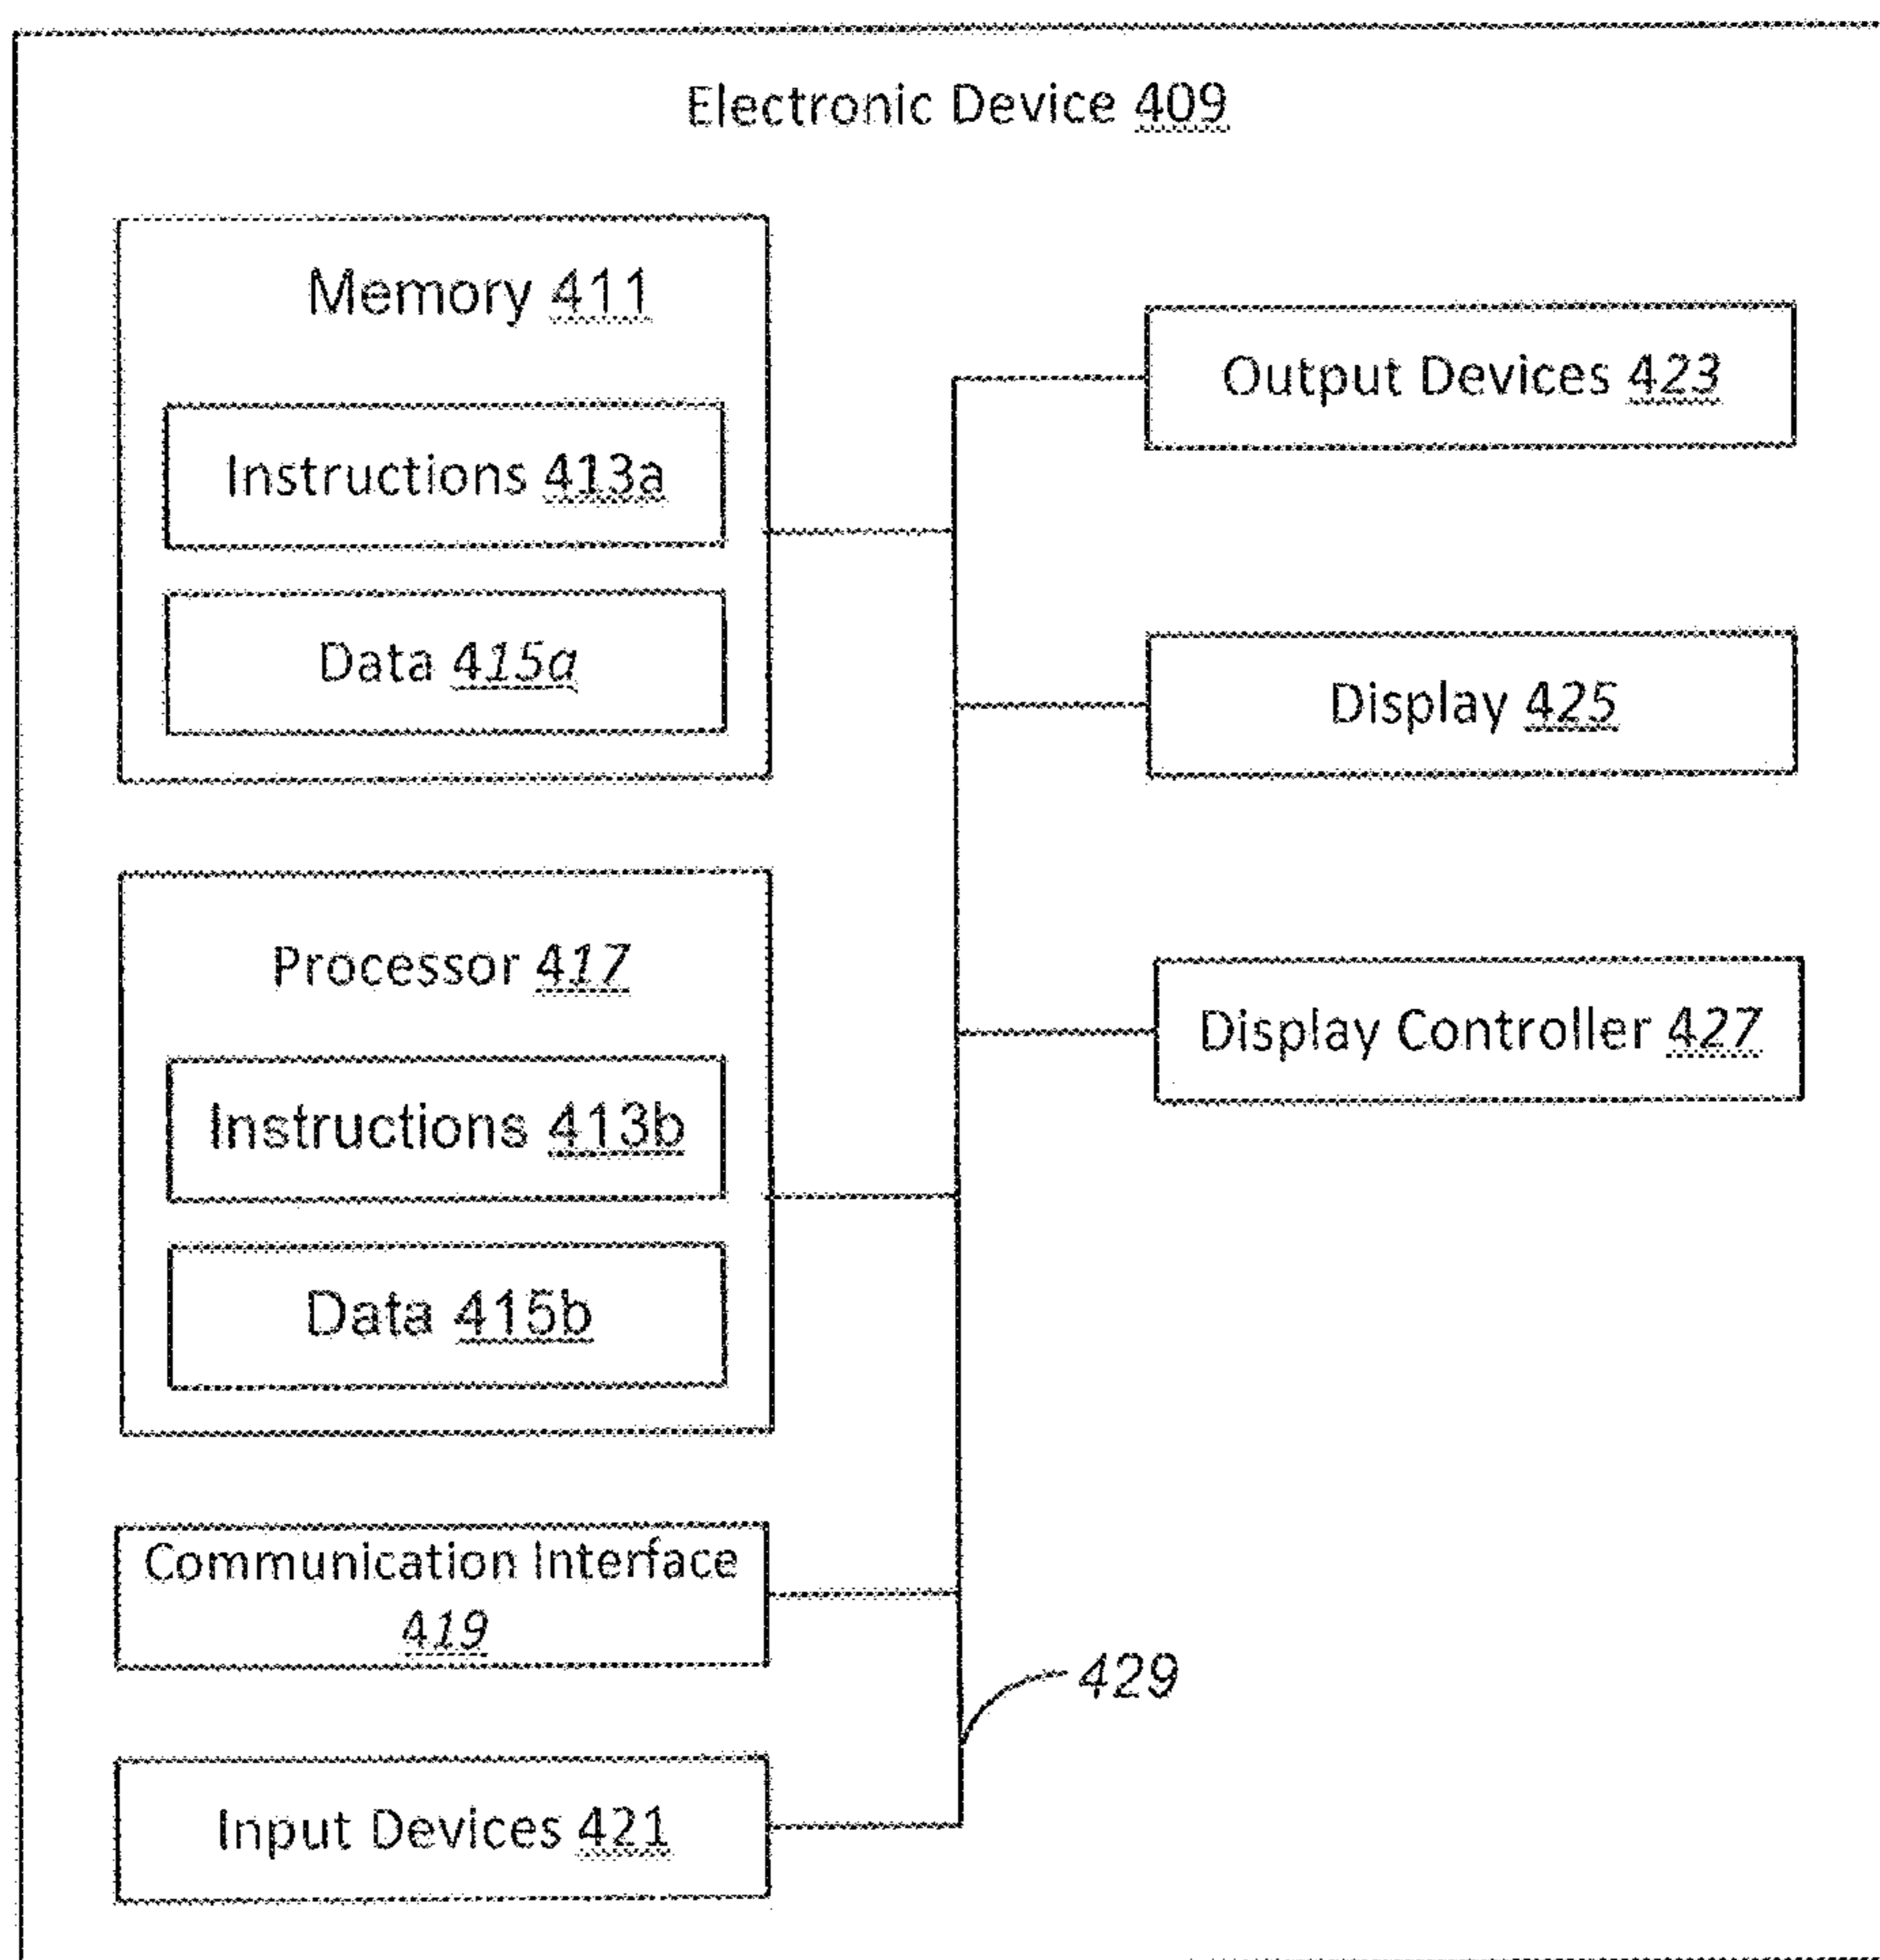 Electronic Device 409
Memory 411
Instructions 413a
Data 415a
Processor 417
Instructions 413b
Data 415b
Communication Interface
419
Input Devices 421
Output Devices 423
Display 425
Display Controller 427
429